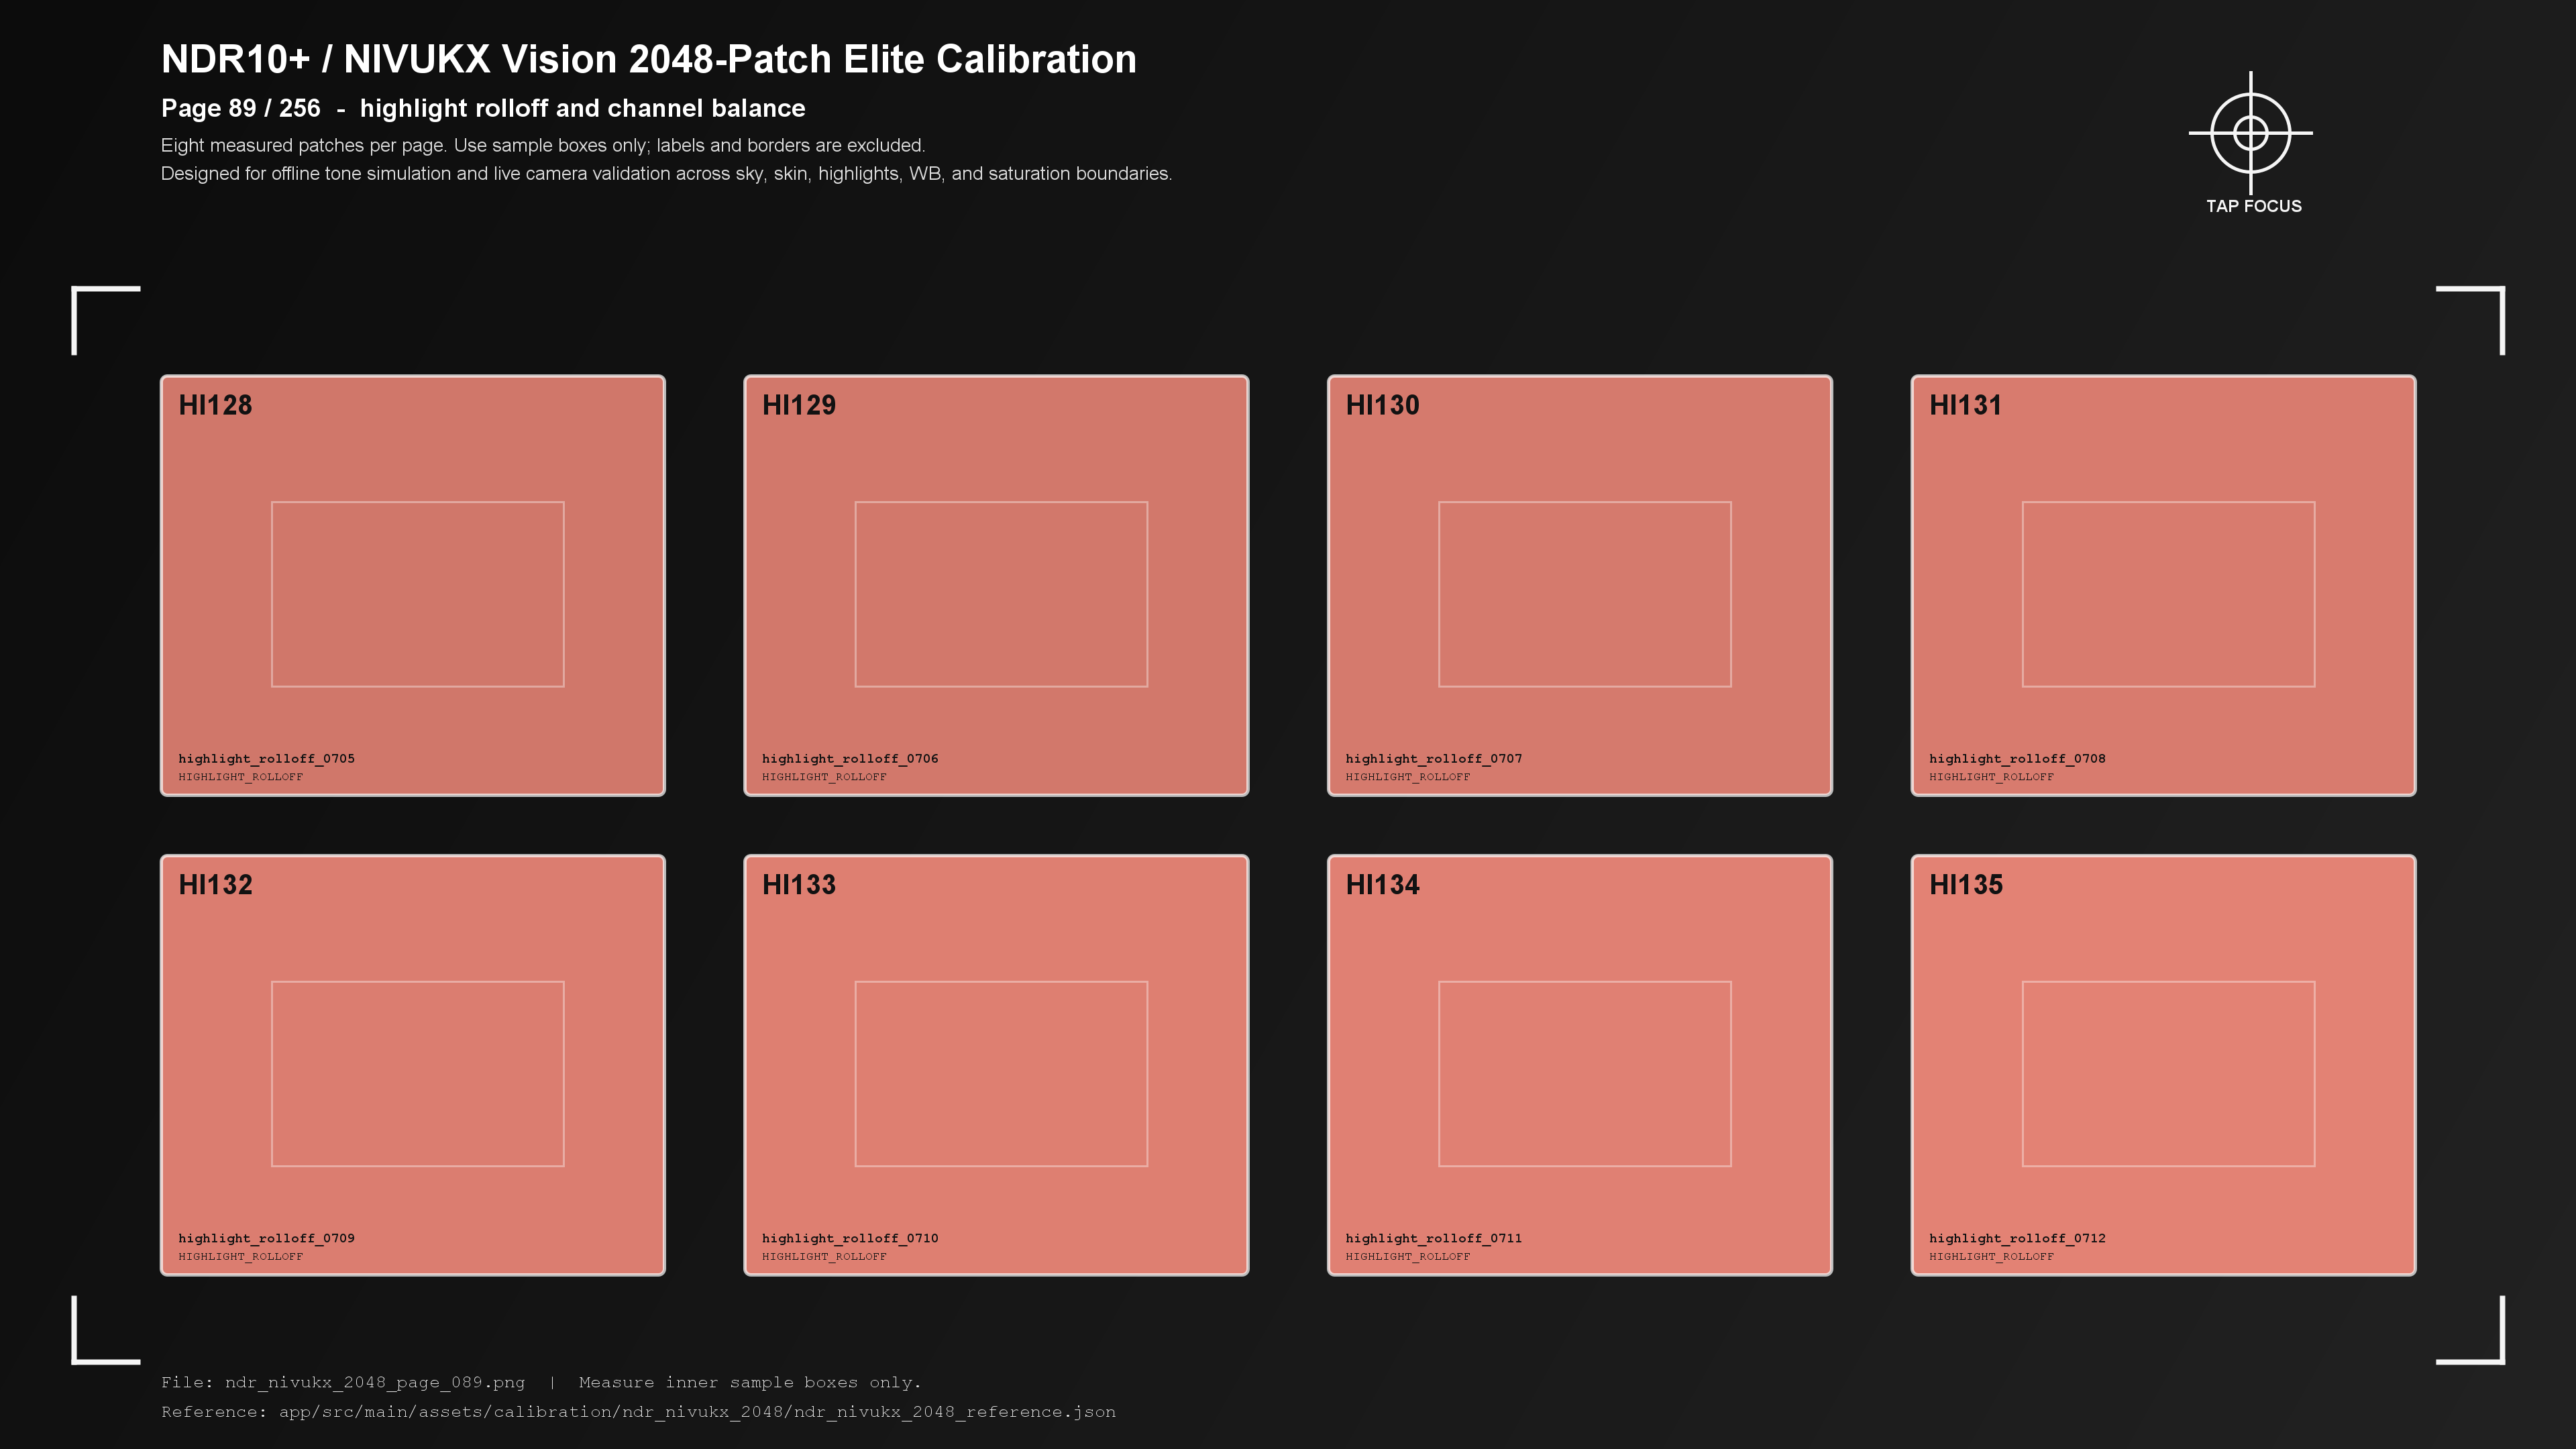 NDR10+ / NIVUKX Vision 2048-Patch Elite Calibration
Page 89 / 256 - highlight rolloff and channel balance
Eight measured patches per page. Use sample boxes only; labels and borders are excluded.
Designed for offline tone simulation and live camera validation across sky, skin, highlights, WB, and saturation boundaries.
TAP FOCUS
HI128
highlight_rolloff_0705
HIGHLIGHT_ROLLOFF
HI129
highlight_rolloff_0706
HIGHLIGHT_ROLLOFF
HI130
highlight_rolloff_0707
HIGHLIGHT_ROLLOFF
HI131
highlight_rolloff_0708
HIGHLIGHT_ROLLOFF
HI132
highlight_rolloff_0709
HIGHLIGHT_ROLLOFF
HI133
highlight_rolloff_0710
HIGHLIGHT_ROLLOFF
HI134
highlight_rolloff_0711
HIGHLIGHT_ROLLOFF
HI135
highlight_rolloff_0712
HIGHLIGHT_ROLLOFF
File: ndr_nivukx_2048_page_089.png | Measure inner sample boxes only.
Reference: app/src/main/assets/calibration/ndr_nivukx_2048/ndr_nivukx_2048_reference.json